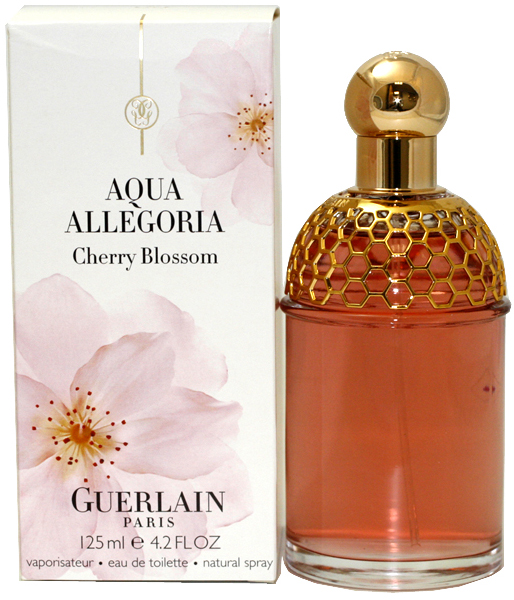 AQUA
ALLEGORIA
Cherry Blossom
GUERLAIN
PARIS
125 ml ℮ 4.2 FL OZ
vaporisateur • eau de toilette • natural spray